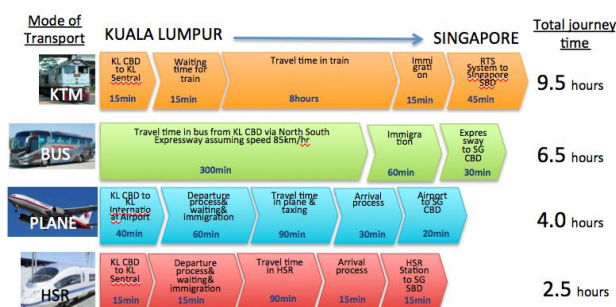 Mode of
Transport
KUALA LUMPUR
SINGAPORE
Total journey
time
KTM
KL CBD
to KL
Sentral
15min
Waiting
time for
train
15min
Travel time in train
8hours
Immi
grati
on
15min
RTS
System to
Singapore
SBD
45min
9.5 hours
BUS
Travel time in bus from KL CBD via North South
Expressway assuming speed 85km/hr
300min
Immigra
tion
60min
Expres
sway
to SG
CBD
30min
6.5 hours
PLANE
KL CBD to
KL
Internatio
al Airport
40min
Departure
process&
waiting&
immigration
60min
Travel time
in plane &
taxing
90min
Arrival
process
30min
Airport to
SG CBD
20min
4.0 hours
HSR
KL CBD
to KL
Sentral
15min
Departure
process&
waiting&
immigration
15min
Travel time
in HSR
90min
Arrival
process
15min
HSR
Station
to SG
SBD
15min
2.5 hours